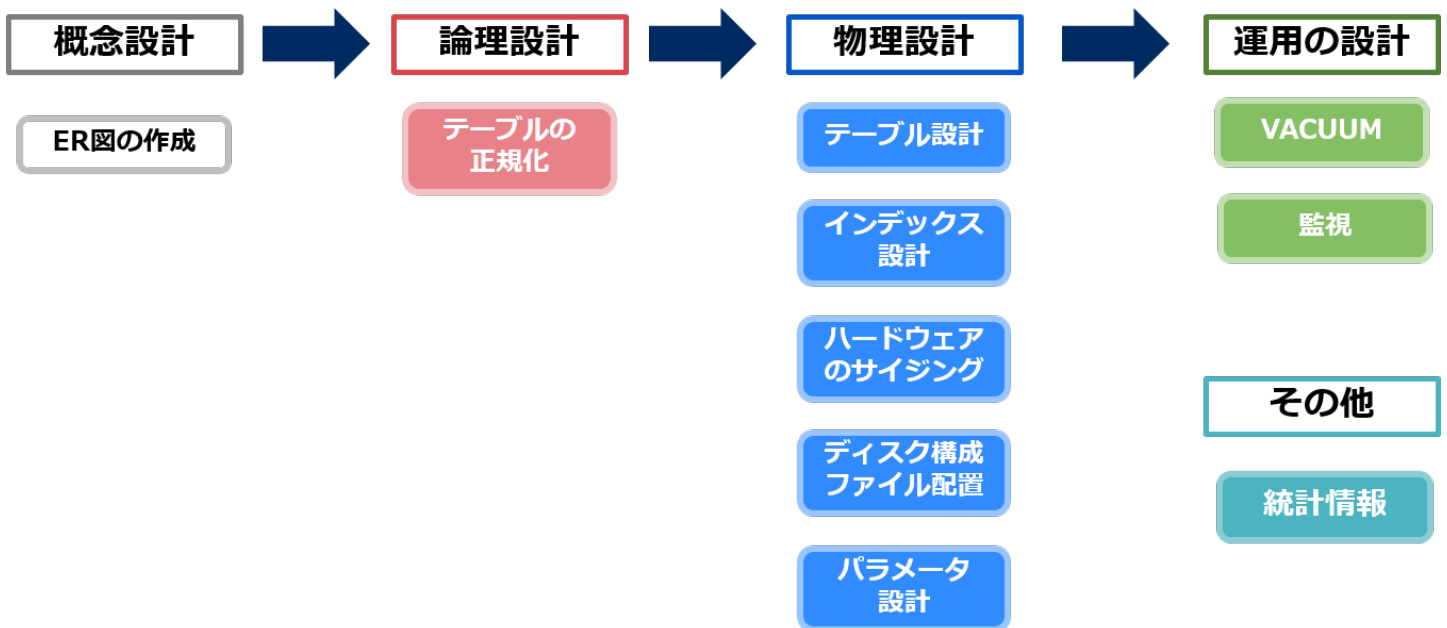 概念設計
論理設計
物理設計
運用の設計
ER図の作成
テーブルの
正規化
テーブル設計
インデックス
設計
ハードウェア
のサイジング
ディスク構成
ファイル配置
パラメータ
設計
VACUUM
監視
その他
統計情報